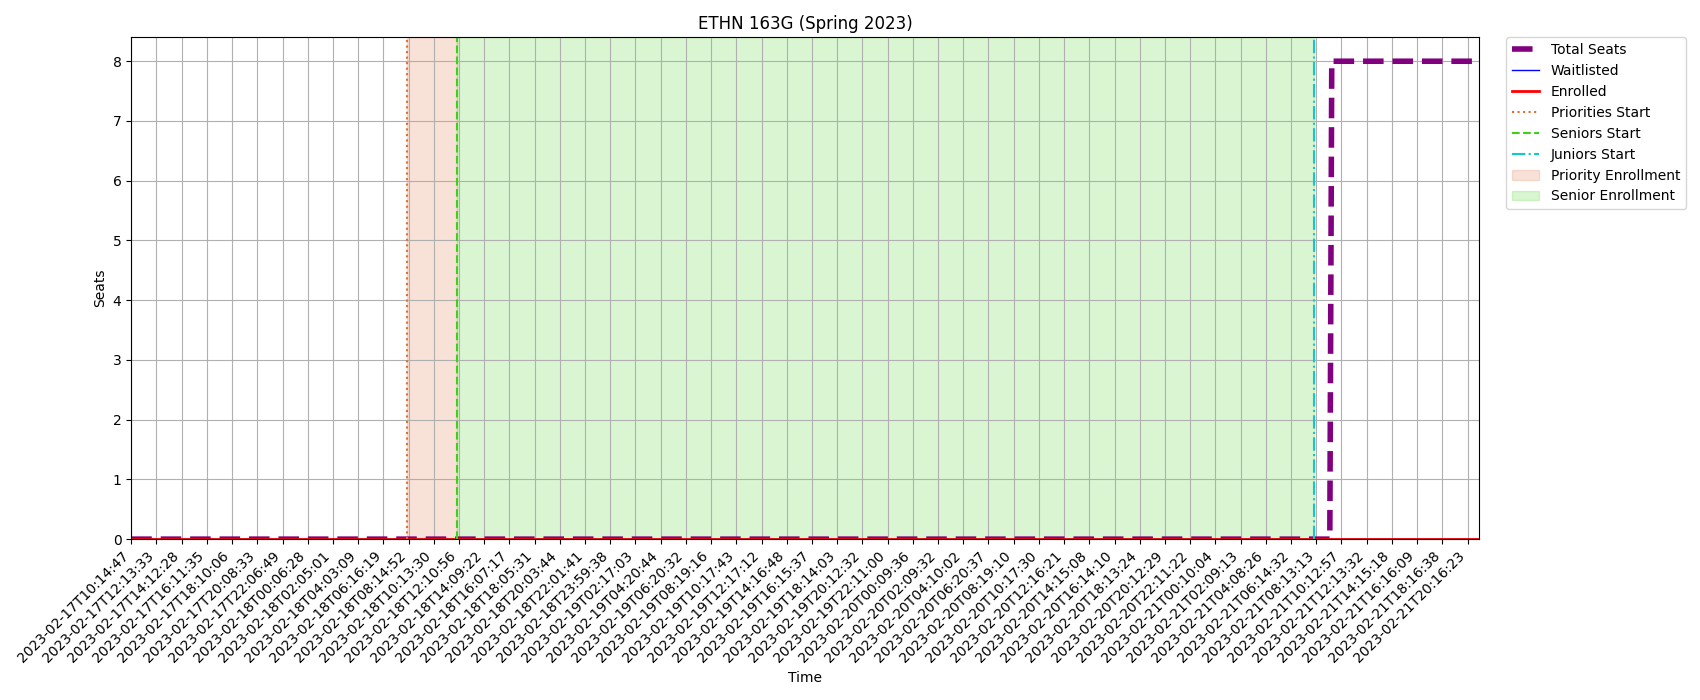 ETHN 163G (Spring 2023)
Total Seats
Waitlisted
Enrolled
Priorities Start
Seniors Start
Juniors Start
Priority Enrollment
Senior Enrollment
Seats
8
7
6
5
4
3
2
1
0
2023-02-17T10:14:47
2023-02-17T12:13:33
2023-02-17T14:12:28
2023-02-17T16:11:35
2023-02-17T18:10:06
2023-02-17T20:08:33
2023-02-17T22:06:49
2023-02-18T00:06:28
2023-02-18T02:05:01
2023-02-18T04:03:09
2023-02-18T06:16:19
2023-02-18T08:14:52
2023-02-18T10:13:30
2023-02-18T12:10:56
2023-02-18T14:09:22
2023-02-18T16:07:17
2023-02-18T18:05:31
2023-02-18T20:03:44
2023-02-18T22:01:41
2023-02-18T23:59:38
2023-02-19T02:17:03
2023-02-19T04:20:44
2023-02-19T06:20:32
2023-02-19T08:19:16
2023-02-19T10:17:43
2023-02-19T12:17:12
2023-02-19T14:16:48
2023-02-19T16:15:37
2023-02-19T18:14:03
2023-02-19T20:12:32
2023-02-19T22:11:00
2023-02-20T00:09:36
2023-02-20T02:09:32
2023-02-20T04:10:02
2023-02-20T06:20:37
2023-02-20T08:19:10
2023-02-20T10:17:30
2023-02-20T12:16:21
2023-02-20T14:15:08
2023-02-20T16:14:10
2023-02-20T18:13:24
2023-02-20T20:12:29
2023-02-20T22:11:22
2023-02-21T00:10:04
2023-02-21T02:09:13
2023-02-21T04:08:26
2023-02-21T06:14:32
2023-02-21T08:13:13
2023-02-21T10:12:57
2023-02-21T12:13:32
2023-02-21T14:15:18
2023-02-21T16:16:09
2023-02-21T18:16:38
2023-02-21T20:16:23
Time